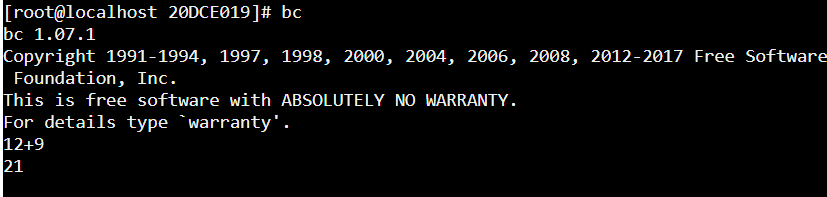 [root@localhost 20DCE019]# bc
bc 1.07.1
Copyright 1991-1994, 1997, 1998, 2000, 2004, 2006, 2008, 2012-2017 Free Software
 Foundation, Inc.
This is free software with ABSOLUTELY NO WARRANTY.
For details type `warranty'.
12+9
21